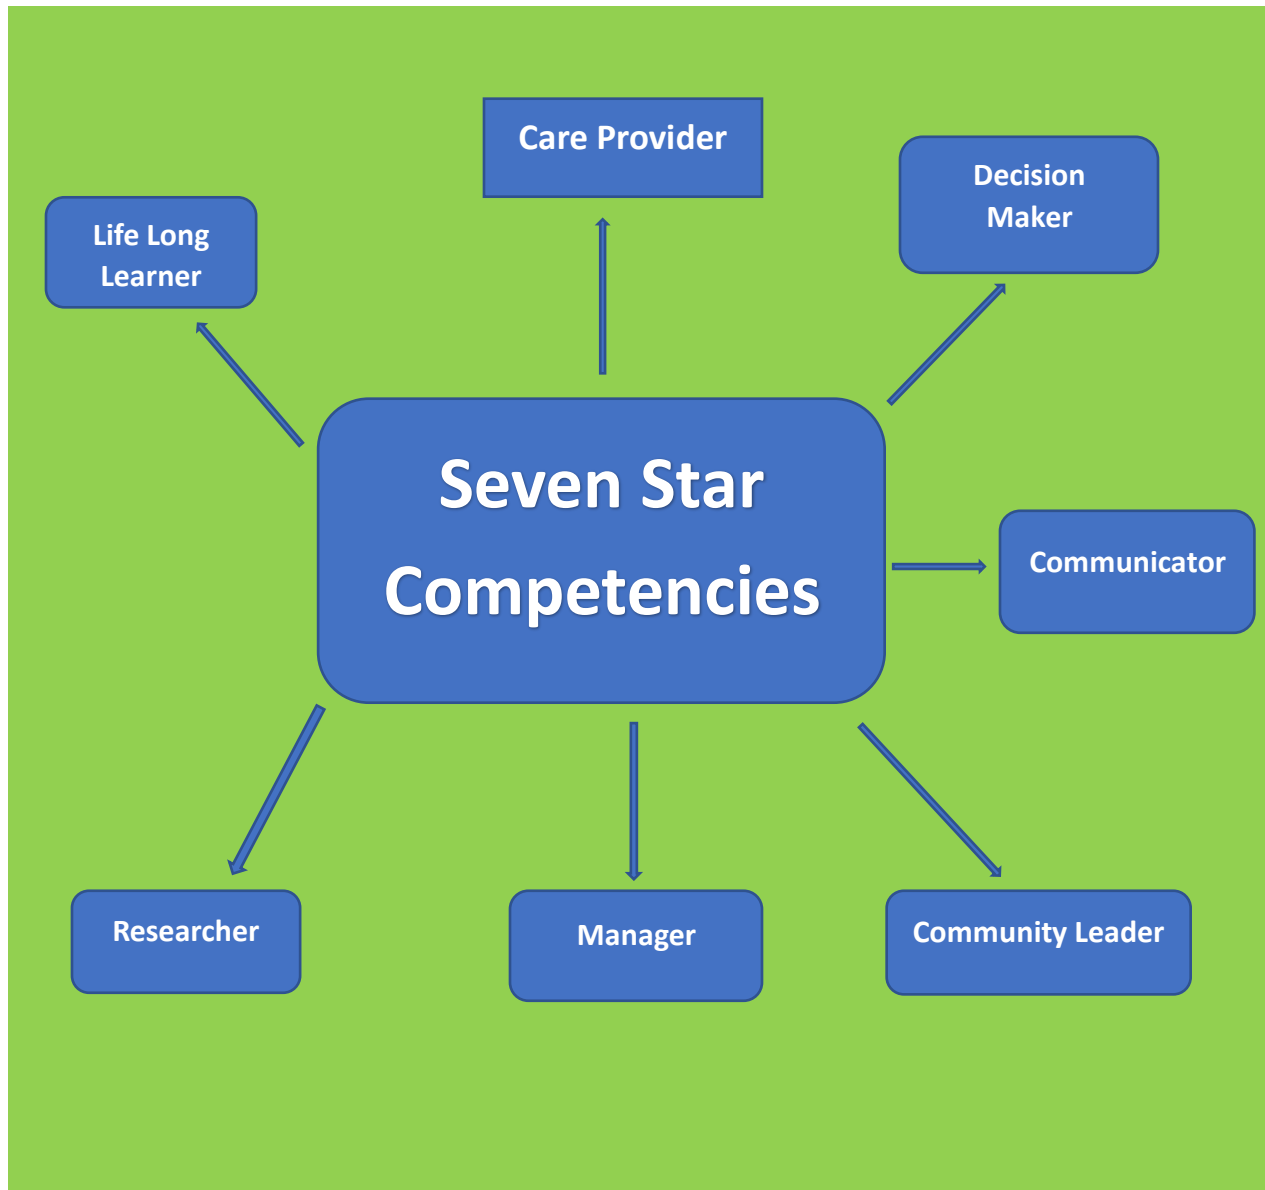 Care Provider
Decision
Maker
Life Long
Learner
Seven Star
Competencies
Communicator
Researcher
Manager
Community Leader